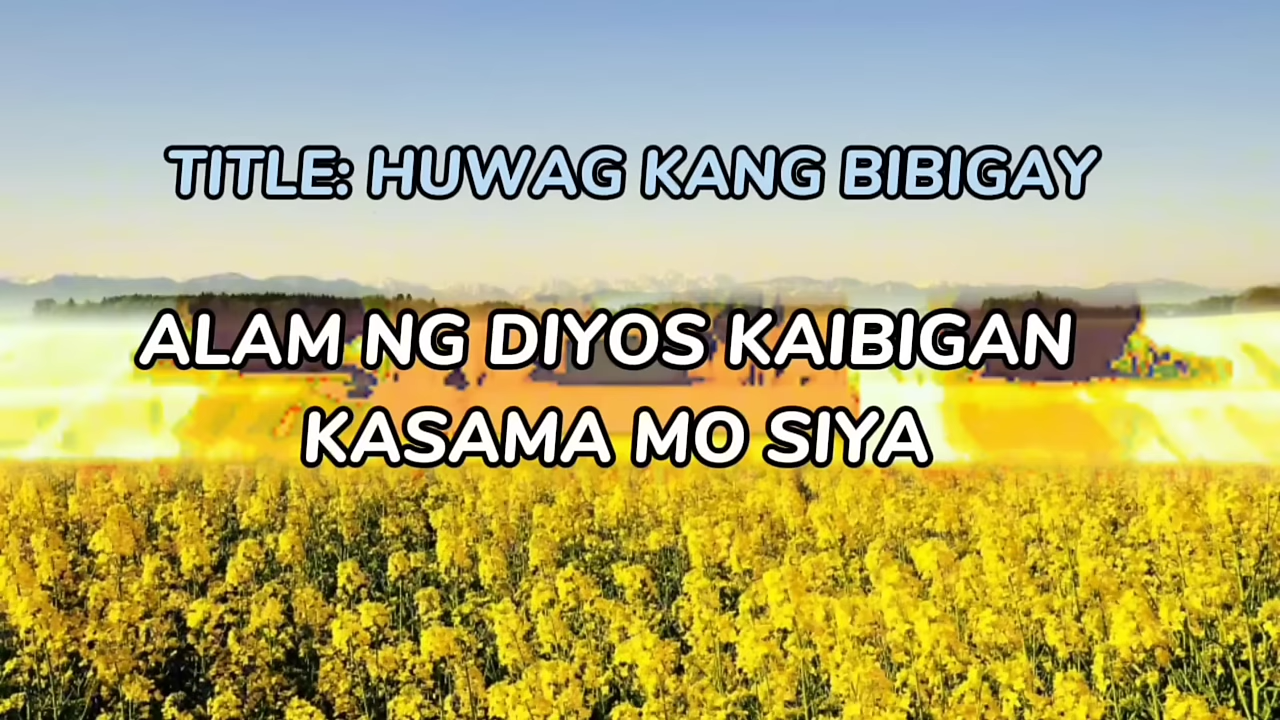 TITLE: HUWAG KANG BIBIGAY
ALAM NG DIYOS KAIBIGAN
KASAMA MO SIYA